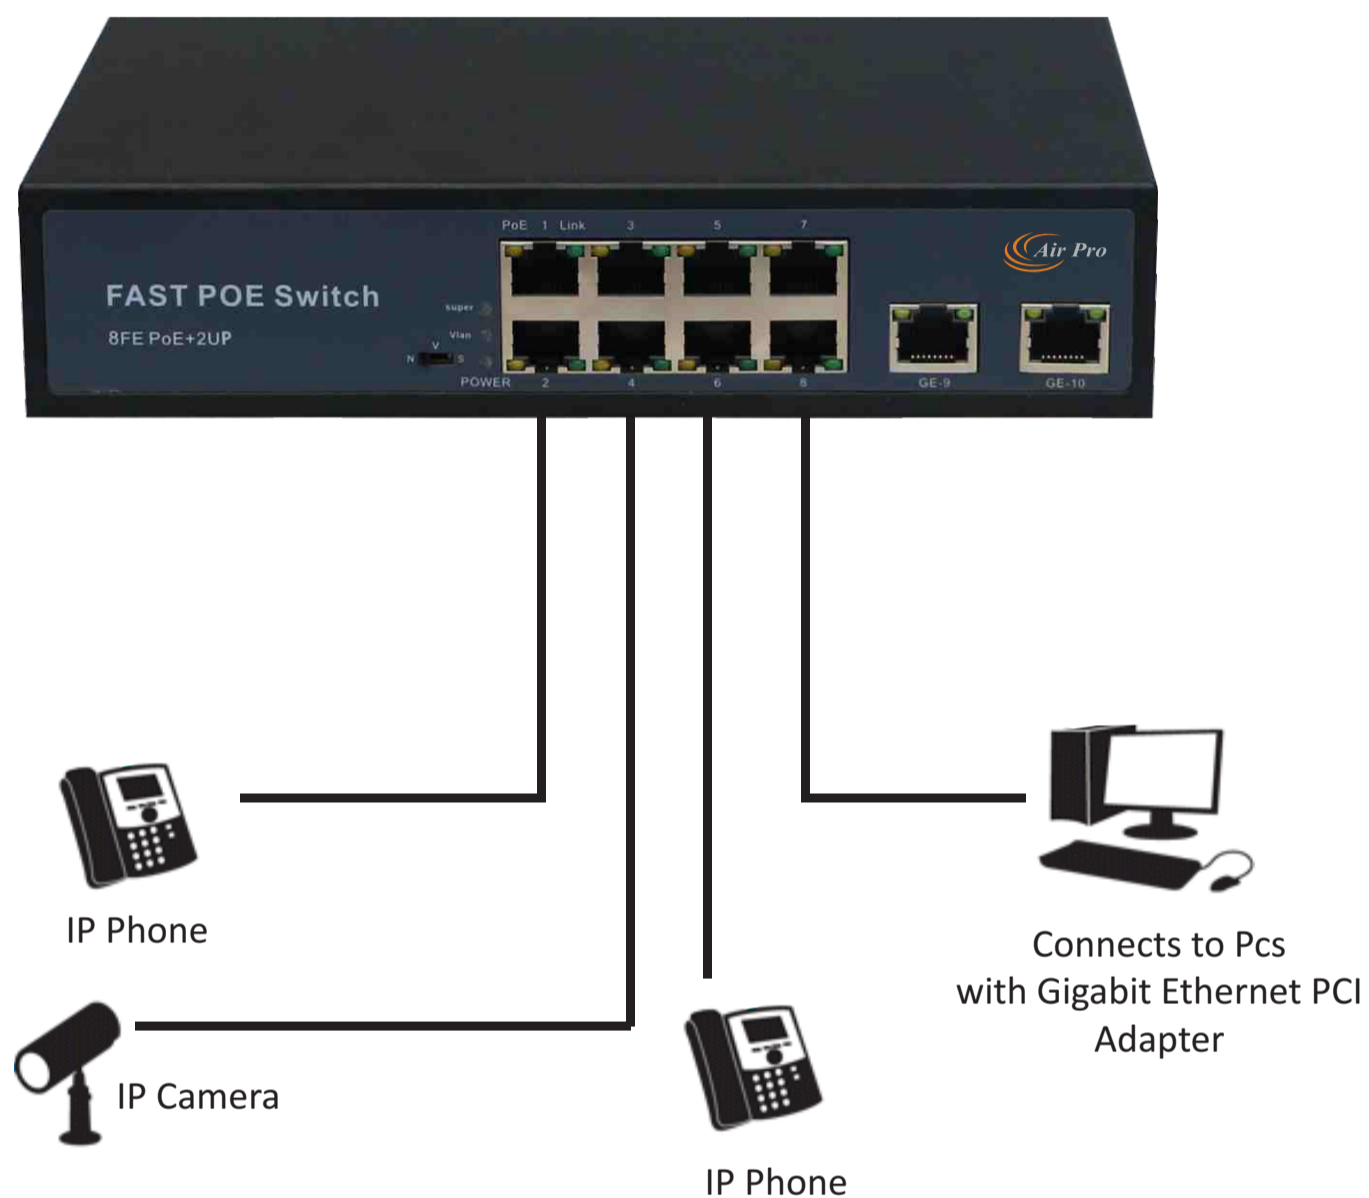 PoE 1 Link 3 5 7
Air Pro
FAST POE Switch
8FE PoE+2UP
super
Vlan
V
N S
POWER 2 4 6 8 GE-9 GE-10
IP Phone
IP Camera
IP Phone
Connects to Pcs
with Gigabit Ethernet PCI
Adapter